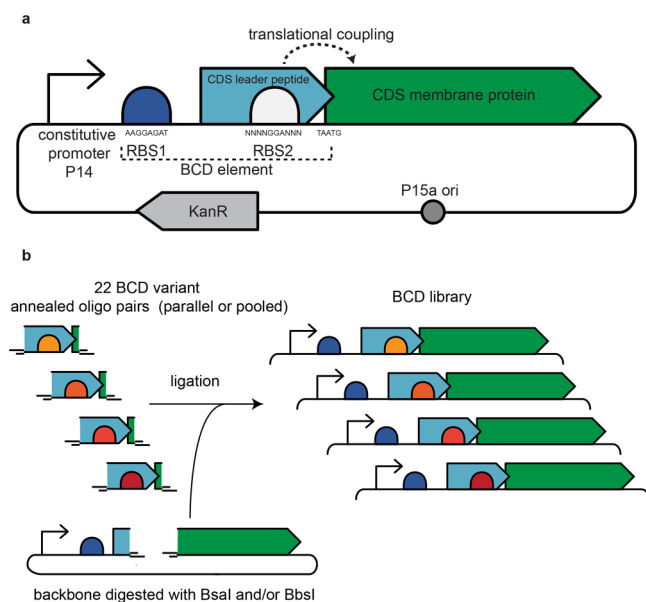 a
translational coupling
CDS leader peptide
CDS membrane protein
AAGGAGAT
NNNNGGANNN
TAATG
constitutive
promoter
P14
RBS1
RBS2
BCD element
KanR
P15a ori
b
22 BCD variant
annealed oligo pairs (parallel or pooled)
BCD library
ligation
backbone digested with BsaI and/or BbsI